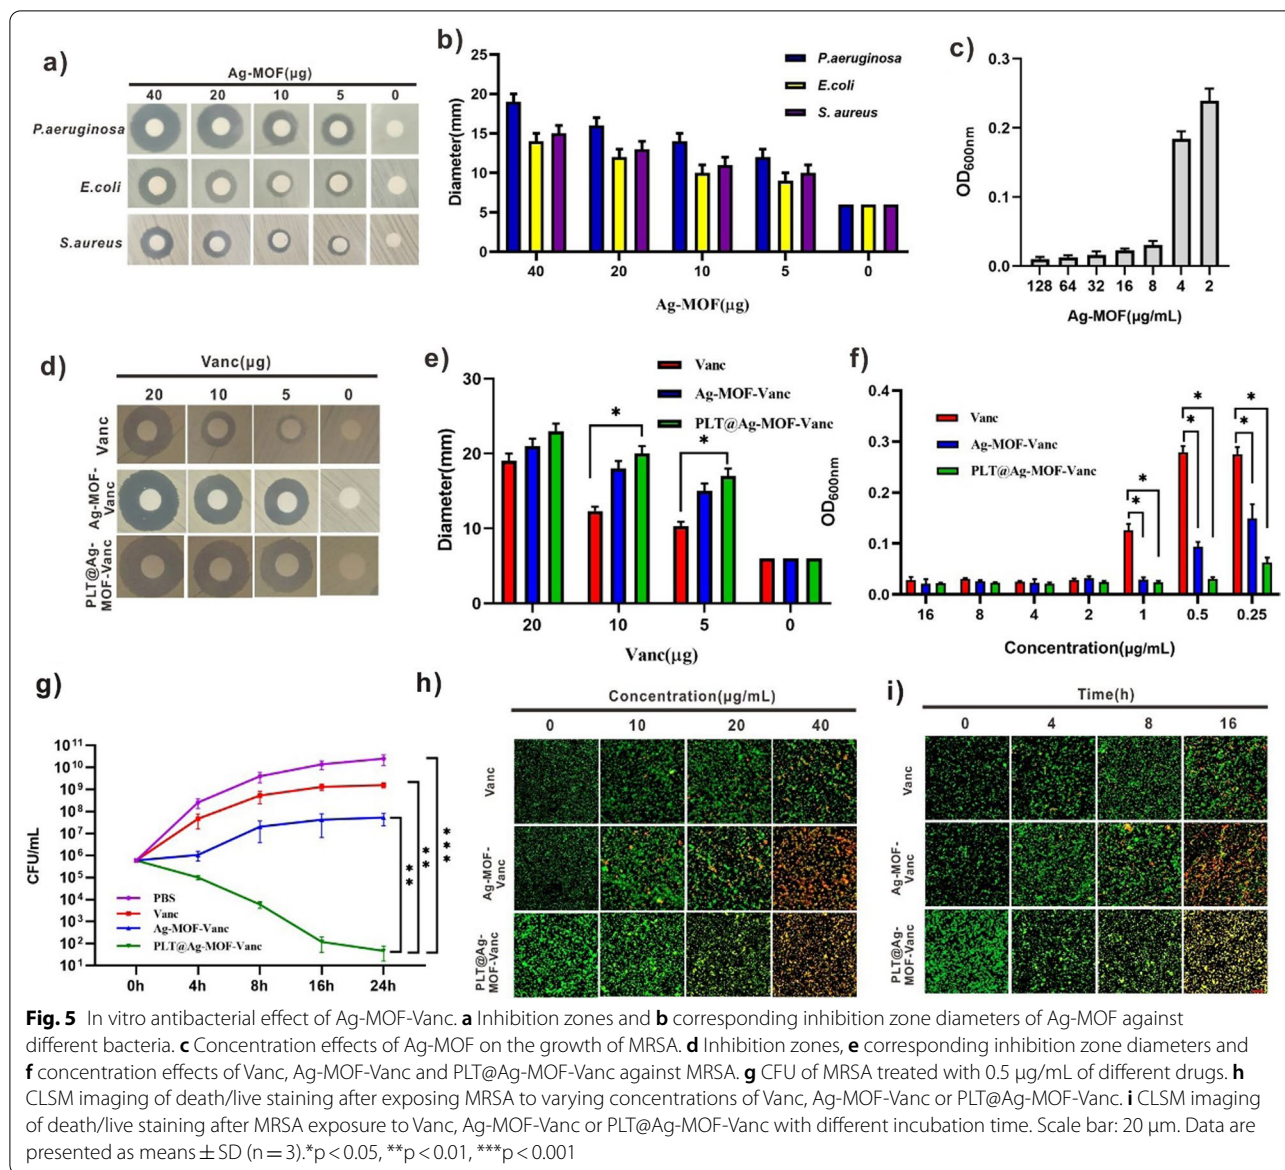 a)
Ag-MOF(μg)
40 20 10 5 0
P.aeruginosa
E.coli
S.aureus
b)
25
20
15
10
5
0
Diameter(mm)
P.aeruginosa
E.coli
S. aureus
40 20 10 5 0
Ag-MOF(μg)
c)
0.3
0.2
0.1
0.0
OD600nm
128 64 32 16 8 4 2
Ag-MOF(μg/mL)
d)
Vanc(μg)
20 10 5 0
Vanc
Ag-MOF-
Vanc
PLT@Ag-
MOF-Vanc
e)
30
20
10
0
Diameter(mm)
Vanc
Ag-MOF-Vanc
PLT@Ag-MOF-Vanc
*
*
20 10 5 0
Vanc(μg)
f)
0.4
0.3
0.2
0.1
0.0
OD600nm
Vanc
Ag-MOF-Vanc
PLT@Ag-MOF-Vanc
*
*
*
*
*
*
16 8 4 2 1 0.5 0.25
Concentration(μg/mL)
g)
10^11
10^10
10^9
10^8
10^7
10^6
10^5
10^4
10^3
10^2
10^1
CFU/mL
PBS
Vanc
Ag-MOF-Vanc
PLT@Ag-MOF-Vanc
**
**
***
0h 4h 8h 16h 24h
h)
Concentration(μg/mL)
0 10 20 40
Vanc
Ag-MOF-
Vanc
PLT@Ag-
MOF-Vanc
i)
Time(h)
0 4 8 16
Vanc
Ag-MOF-
Vanc
PLT@Ag-
MOF-Vanc
Fig. 5 In vitro antibacterial effect of Ag-MOF-Vanc. a Inhibition zones and b corresponding inhibition zone diameters of Ag-MOF against
different bacteria. c Concentration effects of Ag-MOF on the growth of MRSA. d Inhibition zones, e corresponding inhibition zone diameters and
f concentration effects of Vanc, Ag-MOF-Vanc and PLT@Ag-MOF-Vanc against MRSA. g CFU of MRSA treated with 0.5 μg/mL of different drugs. h
CLSM imaging of death/live staining after exposing MRSA to varying concentrations of Vanc, Ag-MOF-Vanc or PLT@Ag-MOF-Vanc. i CLSM imaging
of death/live staining after MRSA exposure to Vanc, Ag-MOF-Vanc or PLT@Ag-MOF-Vanc with different incubation time. Scale bar: 20 μm. Data are
presented as means ± SD (n = 3).*p < 0.05, **p < 0.01, ***p < 0.001